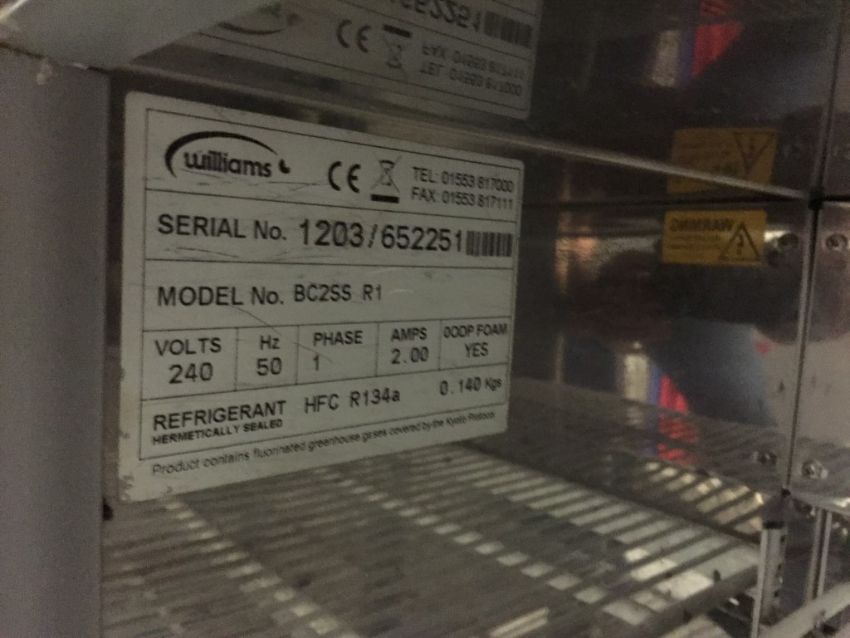 williams
CE
TEL: 01553 817000
FAX: 01553 817111
SERIAL No. 1203/652251
MODEL No. BC2SS R1
VOLTS 240
Hz 50
PHASE 1
AMPS 2.00
0ODP FOAM YES
REFRIGERANT HFC R134a 0.140 Kgs
HERMETICALLY SEALED
Product contains fluorinated greenhouse gases covered by the Kyoto Protocol
WARNING